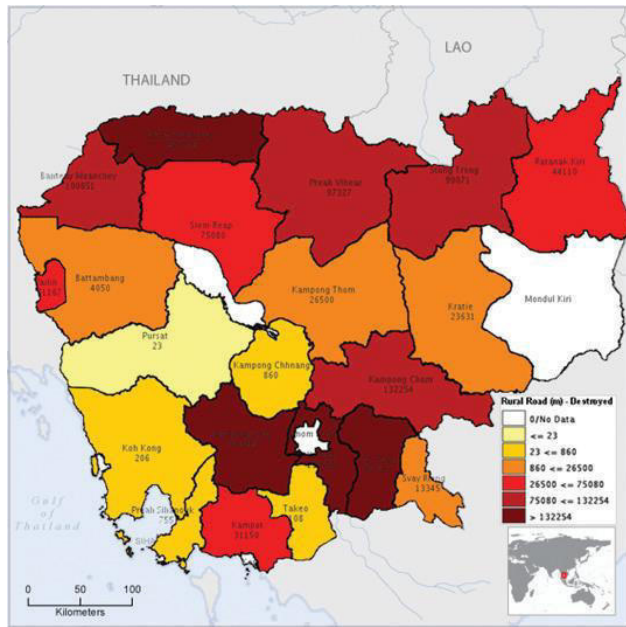 LAO
THAILAND
Banteay Meanchey
100851
Preah Vihear
97327
Stung Treng
90871
Ratanak Kiri
44110
Siem Reap
75080
Battambang
4050
Kampong Thom
26500
Kratie
23631
Mondul Kiri
Pursat
23
Kampong Chhnang
860
Kampong Cham
132254
Koh Kong
206
Svay Rieng
13345
Takeo
Kampot
31150
Gulf
of
Thailand
Rural Road (m) - Destroyed
0/No Data
<= 23
23 <= 860
860 <= 26500
26500 <= 75080
75080 <= 132254
> 132254
0 50 100
Kilometers